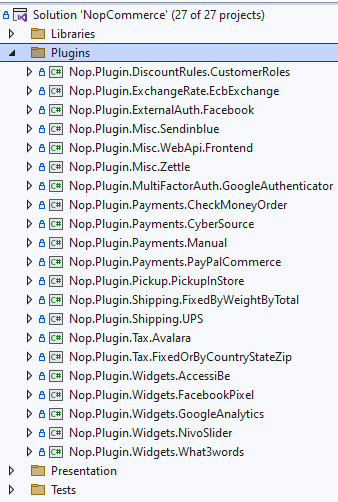 Solution 'NopCommerce' (27 of 27 projects)
Libraries
Plugins
C# Nop.Plugin.DiscountRules.CustomerRoles
C# Nop.Plugin.ExchangeRate.EcbExchange
C# Nop.Plugin.ExternalAuth.Facebook
C# Nop.Plugin.Misc.Sendinblue
C# Nop.Plugin.Misc.WebApi.Frontend
C# Nop.Plugin.Misc.Zettle
C# Nop.Plugin.MultiFactorAuth.GoogleAuthenticator
C# Nop.Plugin.Payments.CheckMoneyOrder
C# Nop.Plugin.Payments.CyberSource
C# Nop.Plugin.Payments.Manual
C# Nop.Plugin.Payments.PayPalCommerce
C# Nop.Plugin.Pickup.PickupInStore
C# Nop.Plugin.Shipping.FixedByWeightByTotal
C# Nop.Plugin.Shipping.UPS
C# Nop.Plugin.Tax.Avalara
C# Nop.Plugin.Tax.FixedOrByCountryStateZip
C# Nop.Plugin.Widgets.AccessiBe
C# Nop.Plugin.Widgets.FacebookPixel
C# Nop.Plugin.Widgets.GoogleAnalytics
C# Nop.Plugin.Widgets.NivoSlider
C# Nop.Plugin.Widgets.What3words
Presentation
Tests